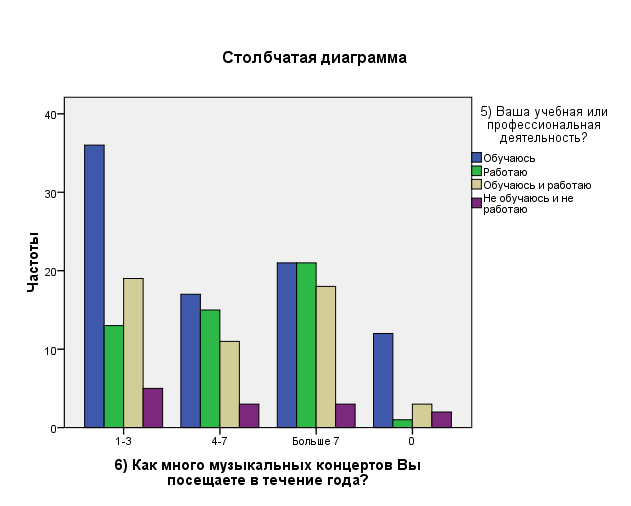 Столбчатая диаграмма
40
30
20
10
0
Частоты
1-3
4-7
Больше 7
0
6) Как много музыкальных концертов Вы
посещаете в течение года?
5) Ваша учебная или
профессиональная
деятельность?
Обучаюсь
Работаю
Обучаюсь и работаю
Не обучаюсь и не
работаю